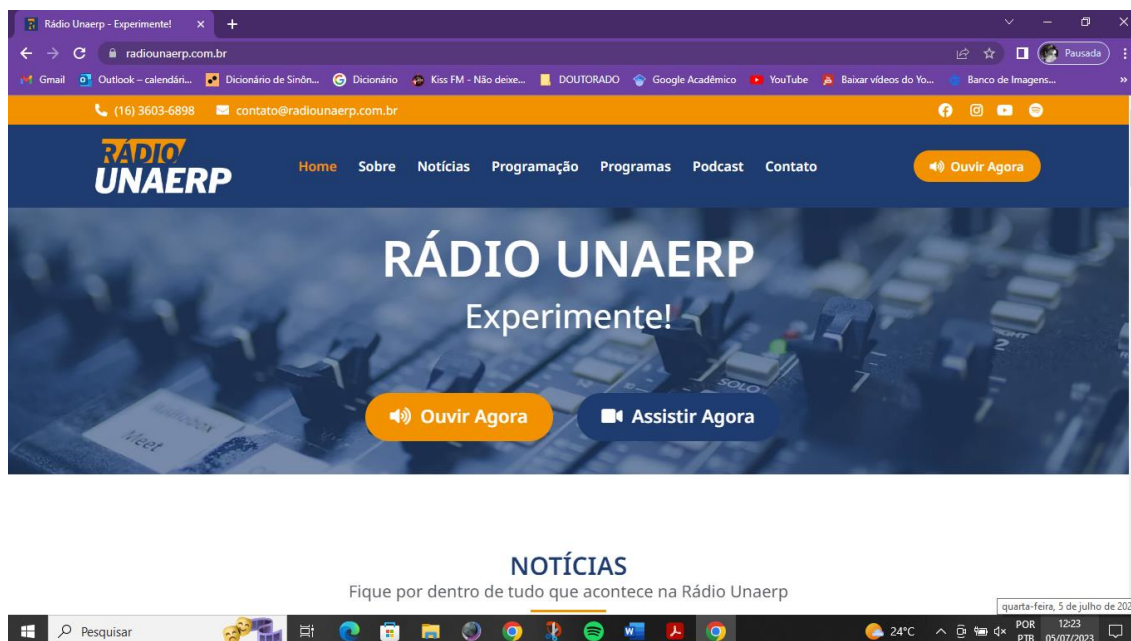 Rádio Unaerp - Experimente!
radiounaerp.com.br
Pausada
Gmail Outlook – calendári... Dicionário de Sinôn... Dicionário Kiss FM - Não deixe... DOUTORADO Google Acadêmico YouTube Baixar vídeos do Yo... Banco de Imagens... »
(16) 3603-6898 contato@radiounaerp.com.br
RÁDIO
UNAERP
Home Sobre Notícias Programação Programas Podcast Contato Ouvir Agora
RÁDIO UNAERP
Experimente!
2
SOLO
7
Meet
Ouvir Agora Assistir Agora
NOTÍCIAS
Fique por dentro de tudo que acontece na Rádio Unaerp
quarta-feira, 5 de julho de 202
Pesquisar 24°C POR 12:23
PTB 05/07/2023